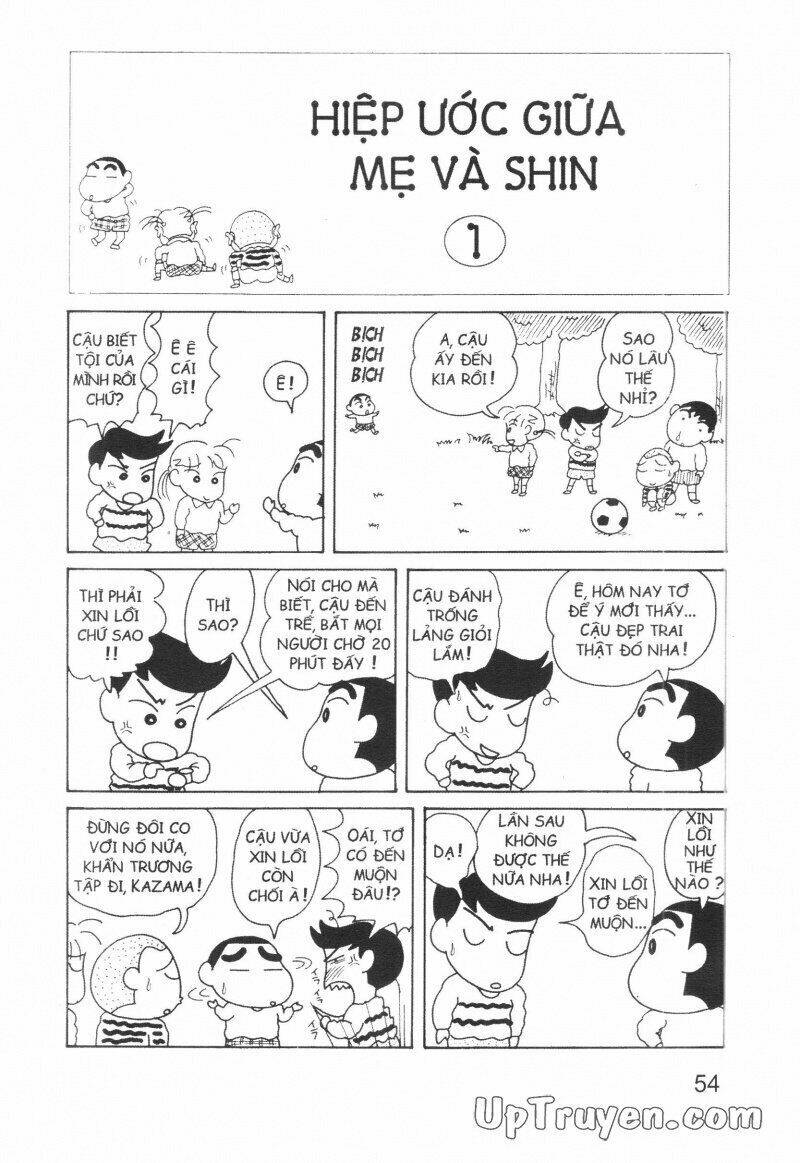 HIỆP ƯỚC GIỮA
MẸ VÀ SHIN
1
SAO
NÓ LÂU
THẾ
NHỈ?
A, CẬU
ẤY ĐẾN
KIA RỒI!
BỊCH
BỊCH
BỊCH
Ê!
Ê Ê
CÁI
GÌ!
CẬU BIẾT
TỘI CỦA
MÌNH RỒI
CHỨ?
Ê, HÔM NAY TỚ
ĐỂ Ý MỚI THẤY...
CẬU ĐẸP TRAI
THẬT ĐÓ NHA!
CẬU ĐÁNH
TRỐNG
LẢNG GIỎI
LẮM!
NÓI CHO MÀ
BIẾT, CẬU ĐẾN
TRỄ, BẮT MỌI
NGƯỜI CHỜ 20
PHÚT ĐẤY!
THÌ
SAO?
THÌ PHẢI
XIN LỖI
CHỨ SAO
!!
XIN
LỖI
NHƯ
THẾ
NÀO?
XIN LỖI
TỚ ĐẾN
MUỘN...
LẦN SAU
KHÔNG
ĐƯỢC THẾ
NỮA NHA!
DẠ!
OÁI, TỚ
CÓ ĐẾN
MUỘN
ĐÂU!?
CẬU VỪA
XIN LỖI
CÒN
CHỐI À!
ĐỪNG ĐÔI CO
VỚI NÓ NỮA,
KHẨN TRƯƠNG
TẬP ĐI, KAZAMA!
54
UpTruyen.com